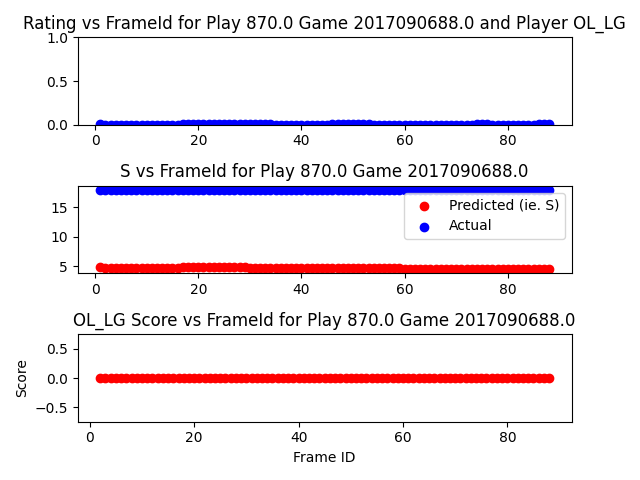 Rating vs FrameId for Play 870.0 Game 2017090688.0 and Player OL_LG
1.0
0.5
0.0
0 20 40 60 80
S vs FrameId for Play 870.0 Game 2017090688.0
15
10
5
Predicted (ie. S)
Actual
0 20 40 60 80
OL_LG Score vs FrameId for Play 870.0 Game 2017090688.0
Score
0.5
0.0
−0.5
0 20 40 60 80
Frame ID